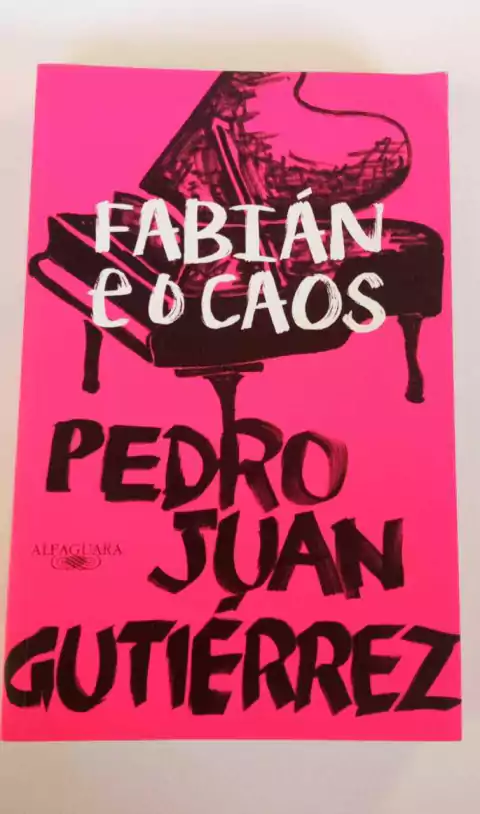 FABIÁN
e o CAOS
PEDRO
JUAN
ALFAGUARA
GUTIÉRREZ